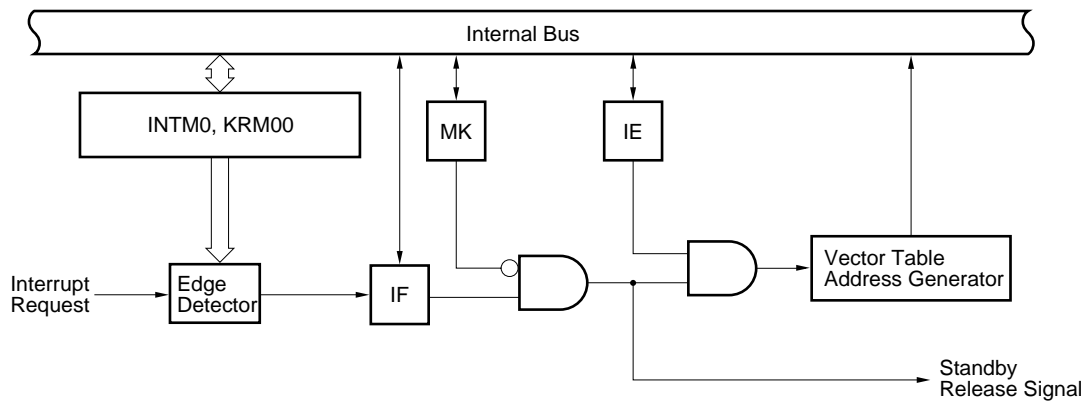 Internal Bus
INTM0, KRM00
MK
IE
Interrupt
Request
Edge
Detector
IF
Vector Table
Address Generator
Standby
Release Signal